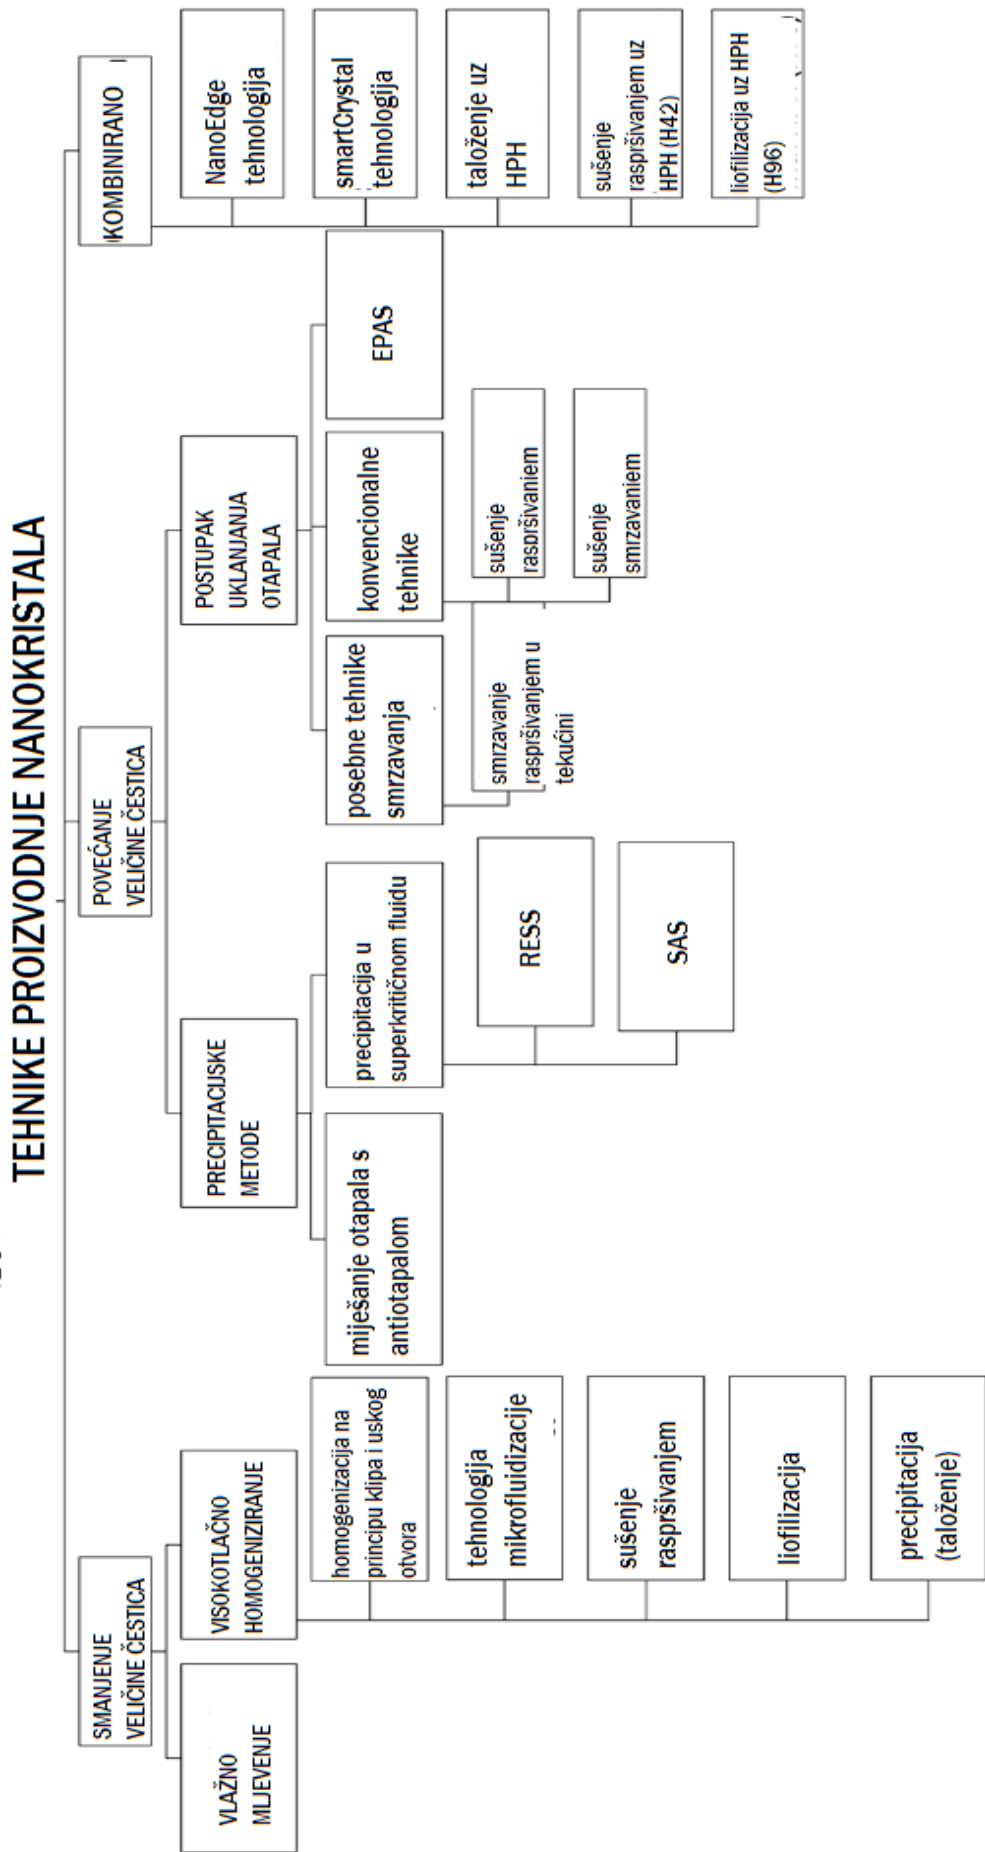 TEHNIKE PROIZVODNJE NANOKRISTALA
SMANJENJE
VELIČINE ČESTICA
VLAŽNO
MLJEVENJE
VISOKOTLAČNO
HOMOGENIZIRANJE
homogenizacija na
principu klipa i uskog
otvora
tehnologija
mikrofluidizacije
sušenje
raspršivanjem
liofilizacija
precipitacija
(taloženje)
POVEĆANJE
VELIČINE ČESTICA
PRECIPITACIJSKE
METODE
miješanje otapala s
antiotapalom
precipitacija u
superkritičnom fluidu
RESS
SAS
POSTUPAK
UKLANJANJA
OTAPALA
posebne tehnike
smrzavanja
smrzavanje
raspršivanjem u
tekućini
konvencionalne
tehnike
sušenje
raspršivaniem
sušenje
smrzavaniem
EPAS
KOMBINIRANO
NanoEdge
tehnologija
smartCrystal
tehnologija
taloženje uz
HPH
sušenje
raspršivanjem uz
HPH (H42)
liofilizacija uz HPH
(H96)